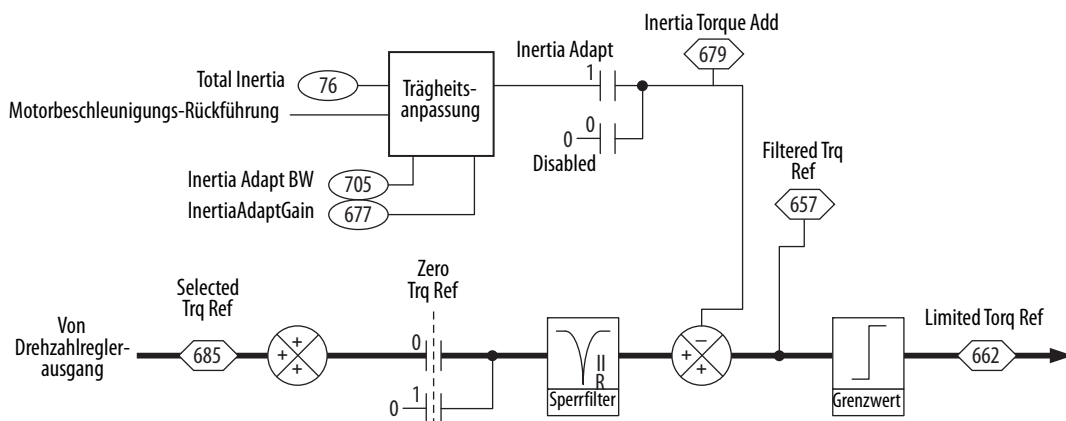 Inertia Torque Add
679
Inertia Adapt
1
Total Inertia
76
Trägheits-
anpassung
Motorbeschleunigungs-Rückführung
0
0
Disabled
Filtered Trq
Ref
657
Inertia Adapt BW
705
InertiaAdaptGain
677
Zero
Trq Ref
Selected
Trq Ref
Von
Drehzahlregler-
ausgang
685
+
+ +
+
0
1
0
II
R
Sperrfilter
−
+
Grenzwert
Limited Torq Ref
662